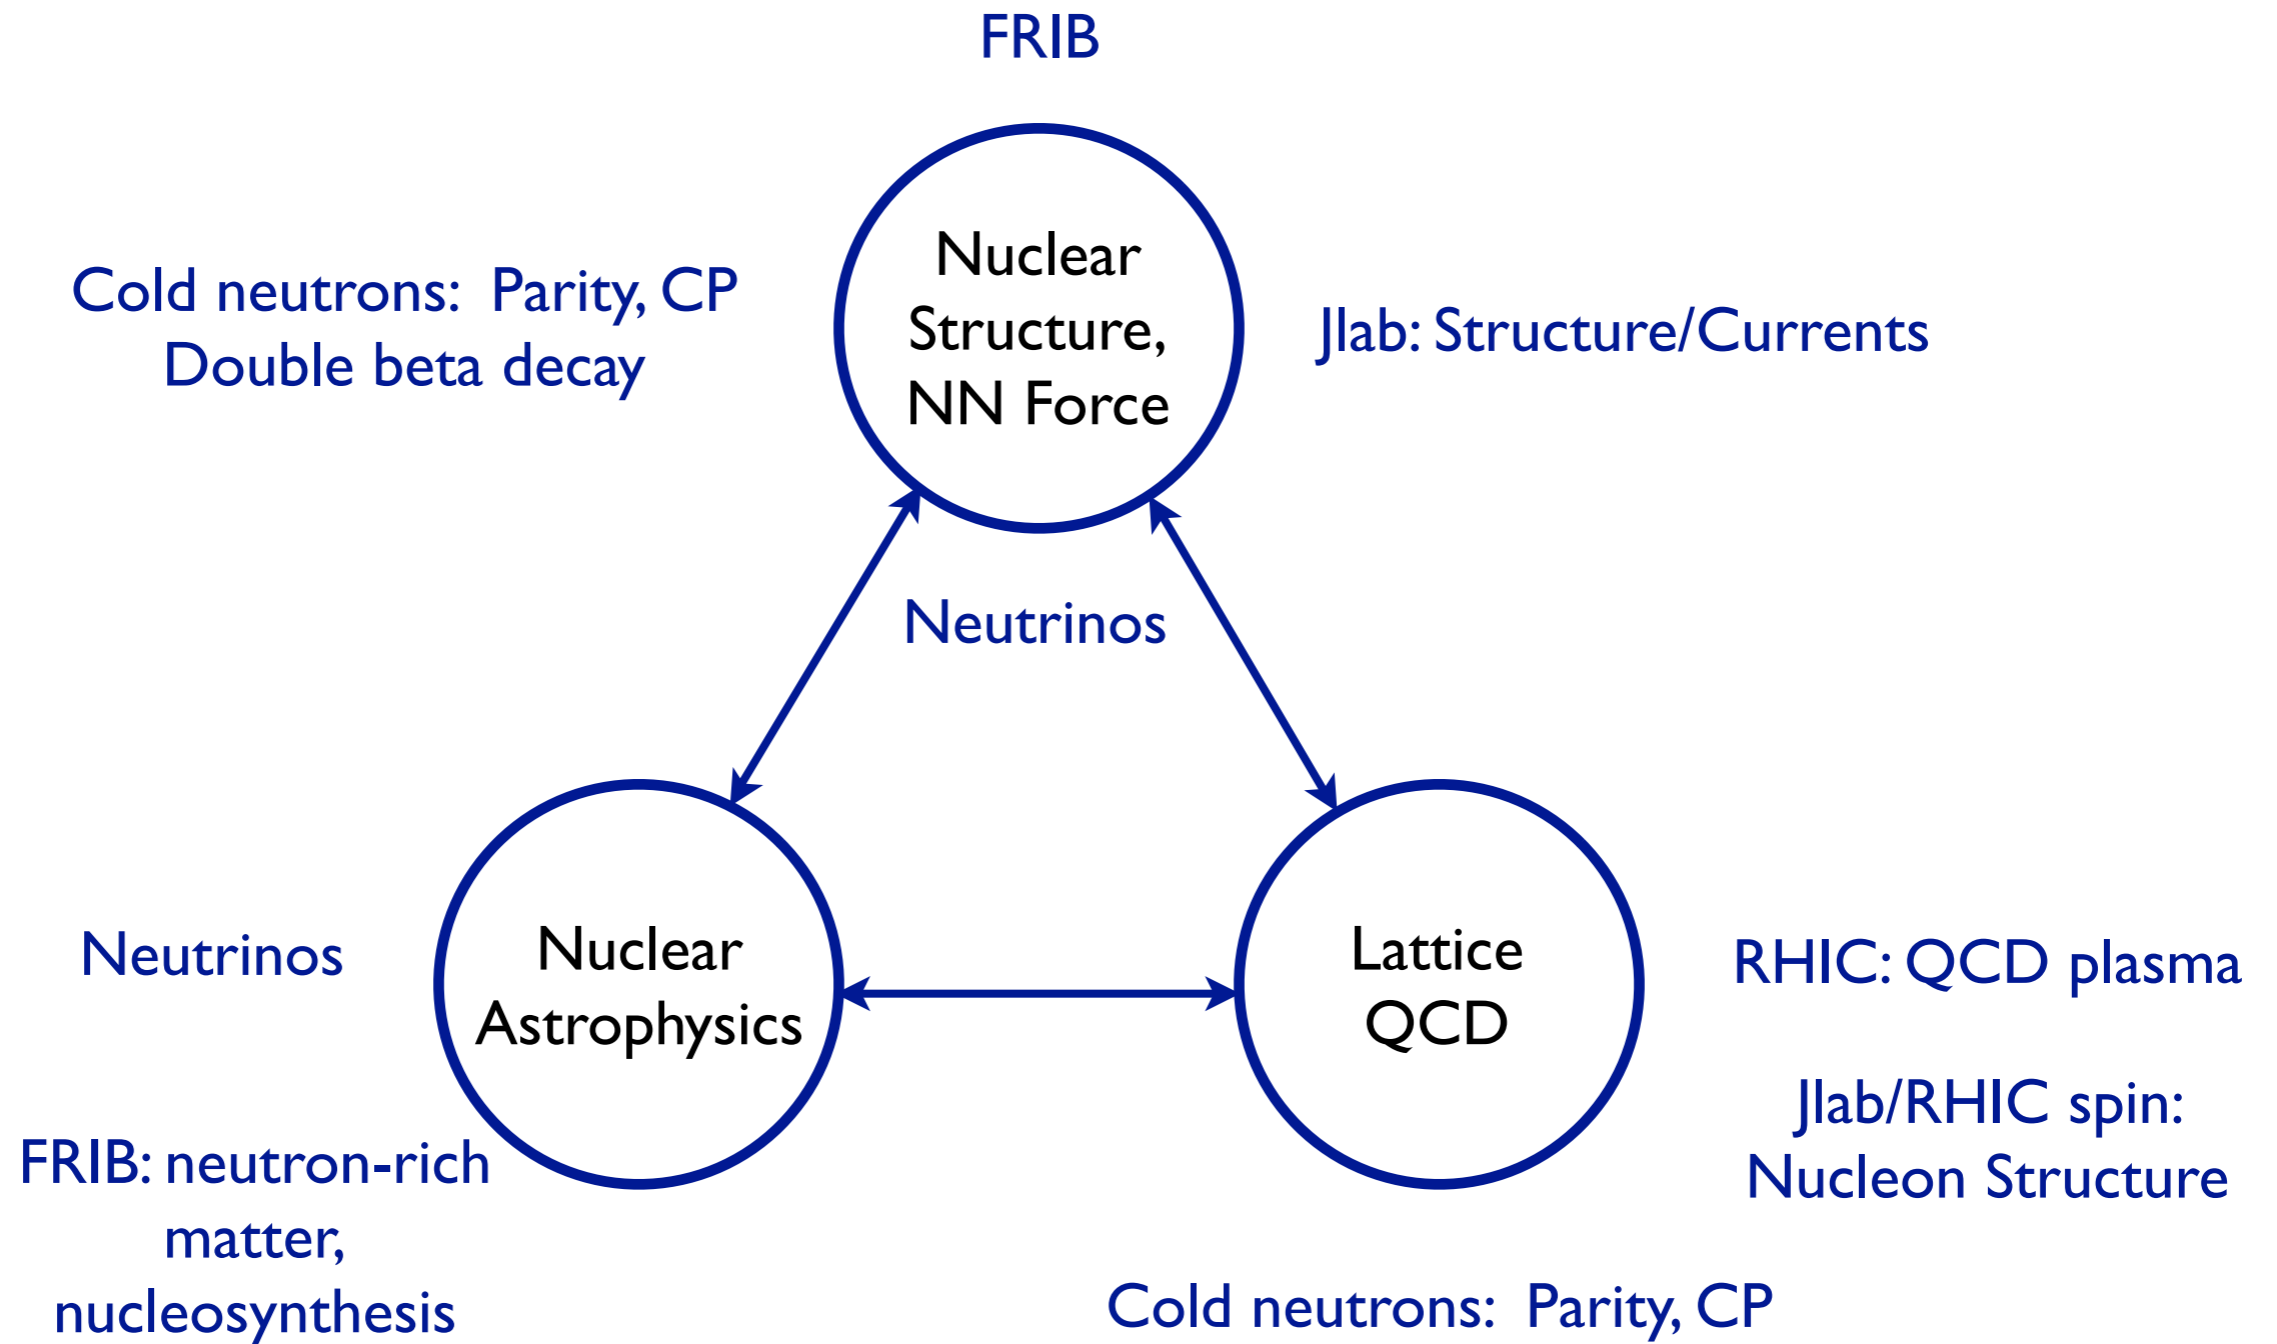 FRIB
Nuclear
Structure,
NN Force
Cold neutrons: Parity, CP
Double beta decay
Jlab: Structure/Currents
Neutrinos
Neutrinos
Nuclear
Astrophysics
Lattice
QCD
RHIC: QCD plasma
Jlab/RHIC spin:
Nucleon Structure
FRIB: neutron-rich
matter,
nucleosynthesis
Cold neutrons: Parity, CP